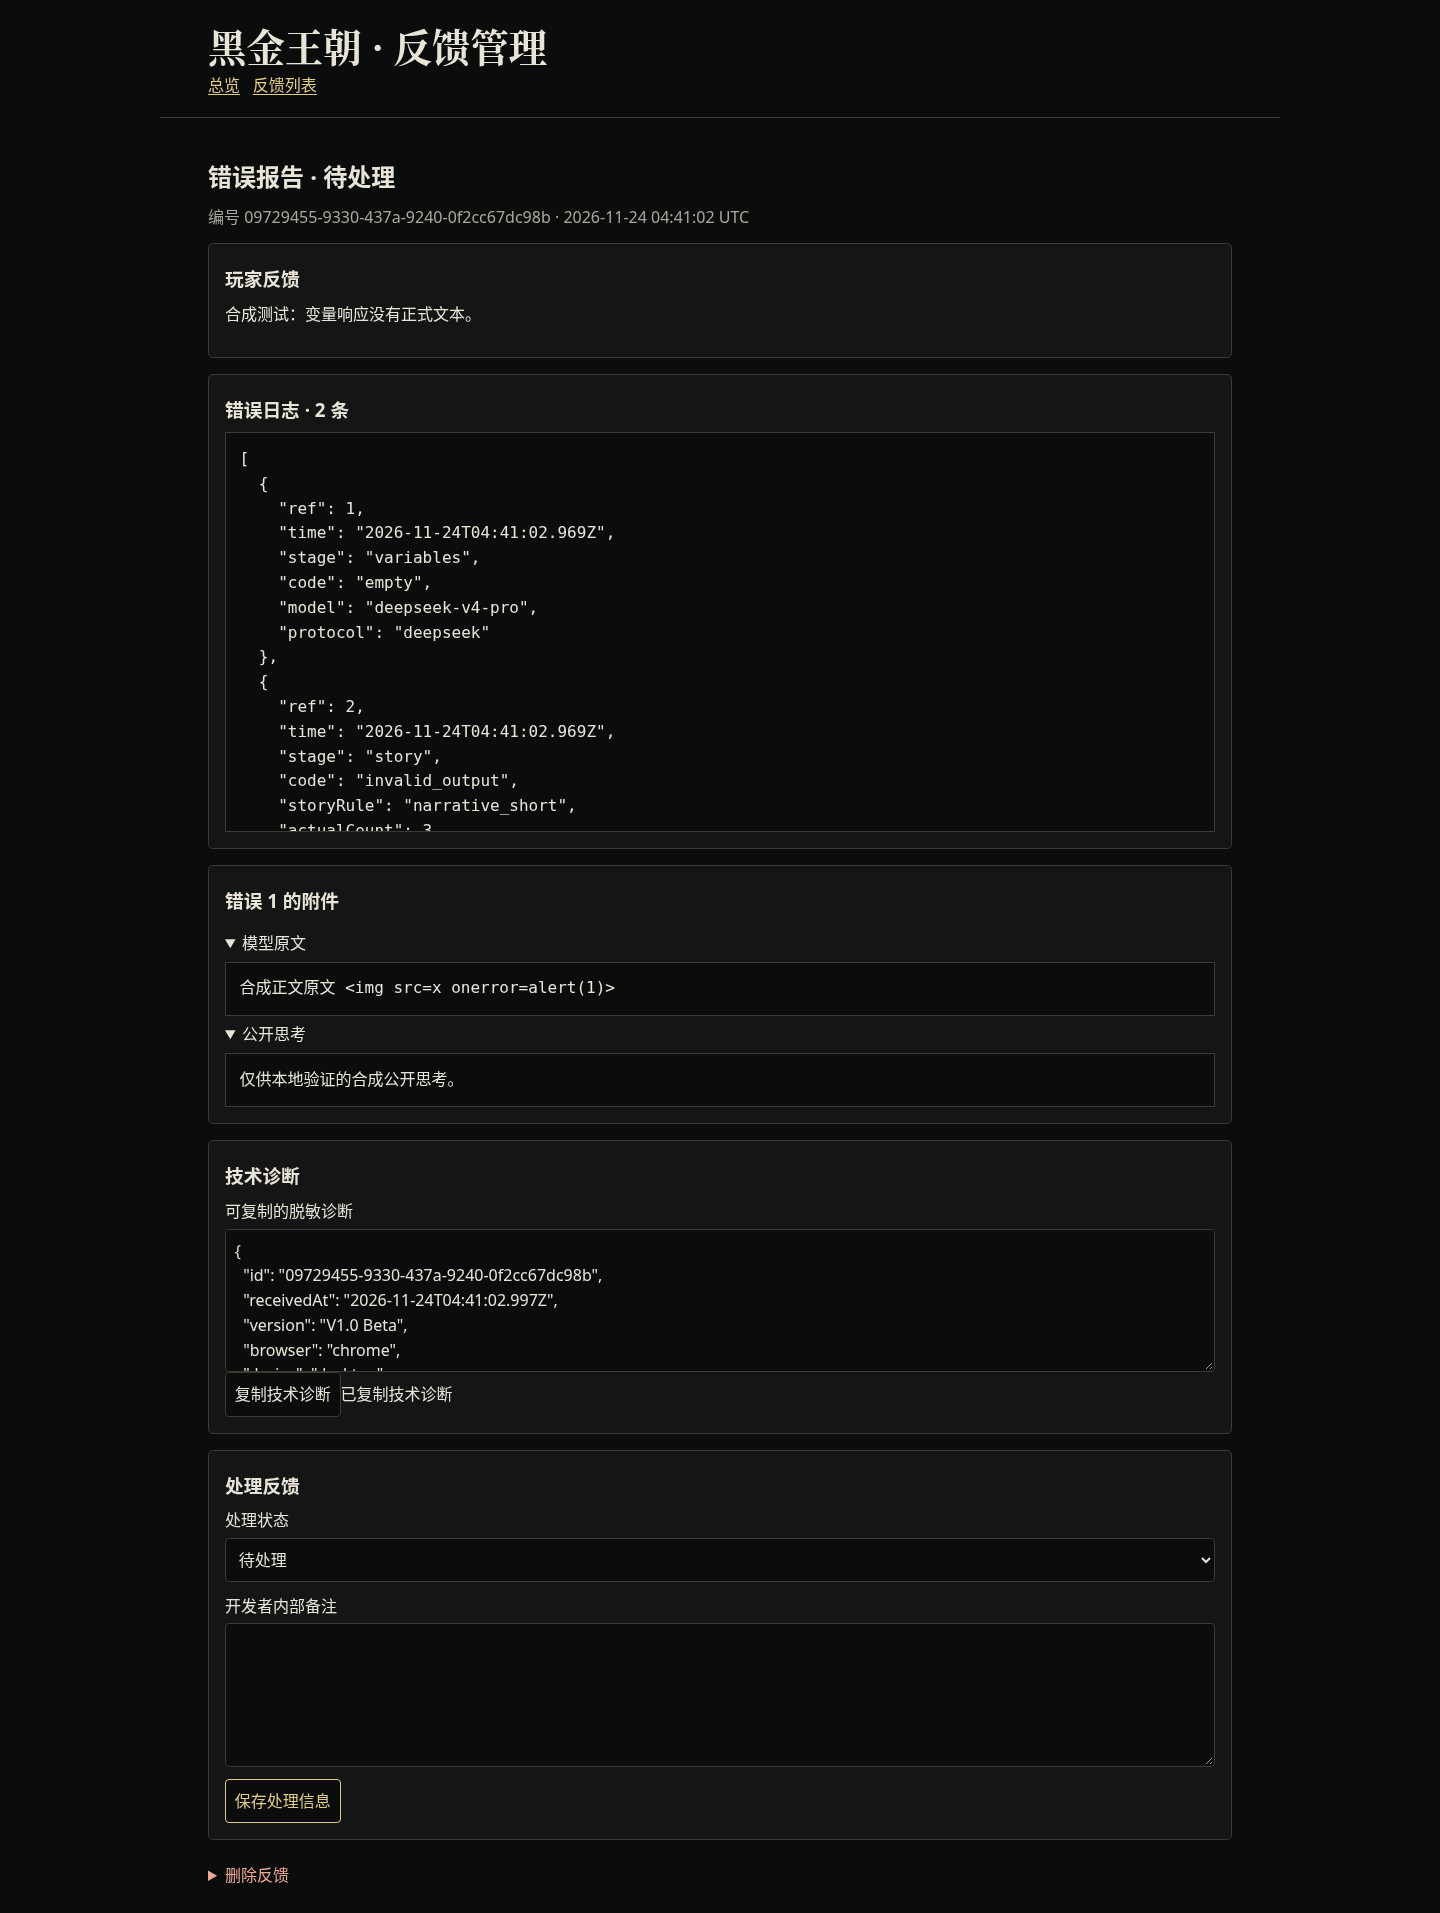 黑金王朝 · 反馈管理
总览 反馈列表
错误报告 · 待处理
编号 09729455-9330-437a-9240-0f2cc67dc98b · 2026-11-24 04:41:02 UTC
玩家反馈
合成测试：变量响应没有正式文本。
错误日志 · 2 条
[
  {
    "ref": 1,
    "time": "2026-11-24T04:41:02.969Z",
    "stage": "variables",
    "code": "empty",
    "model": "deepseek-v4-pro",
    "protocol": "deepseek"
  },
  {
    "ref": 2,
    "time": "2026-11-24T04:41:02.969Z",
    "stage": "story",
    "code": "invalid_output",
    "storyRule": "narrative_short",
    "actualCount": 3
错误 1 的附件
▼ 模型原文
合成正文原文 <img src=x onerror=alert(1)>
▼ 公开思考
仅供本地验证的合成公开思考。
技术诊断
可复制的脱敏诊断
{
  "id": "09729455-9330-437a-9240-0f2cc67dc98b",
  "receivedAt": "2026-11-24T04:41:02.997Z",
  "version": "V1.0 Beta",
  "browser": "chrome",
复制技术诊断 已复制技术诊断
处理反馈
处理状态
待处理
开发者内部备注
保存处理信息
▶ 删除反馈